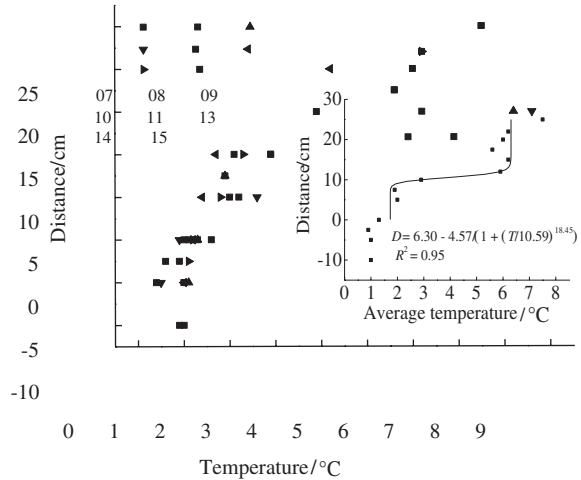 25
20
15
10
5
0
-5
-10
Distance/cm
07 08 09
10 11 13
14 15
0 1 2 3 4 5 6 7 8 9
Temperature/°C
30
20
10
0
-10
Distance/cm
D= 6.30 - 4.57/(1 + (T/10.59)^18.45)
R² = 0.95
0 1 2 3 4 5 6 7 8
Average temperature/°C